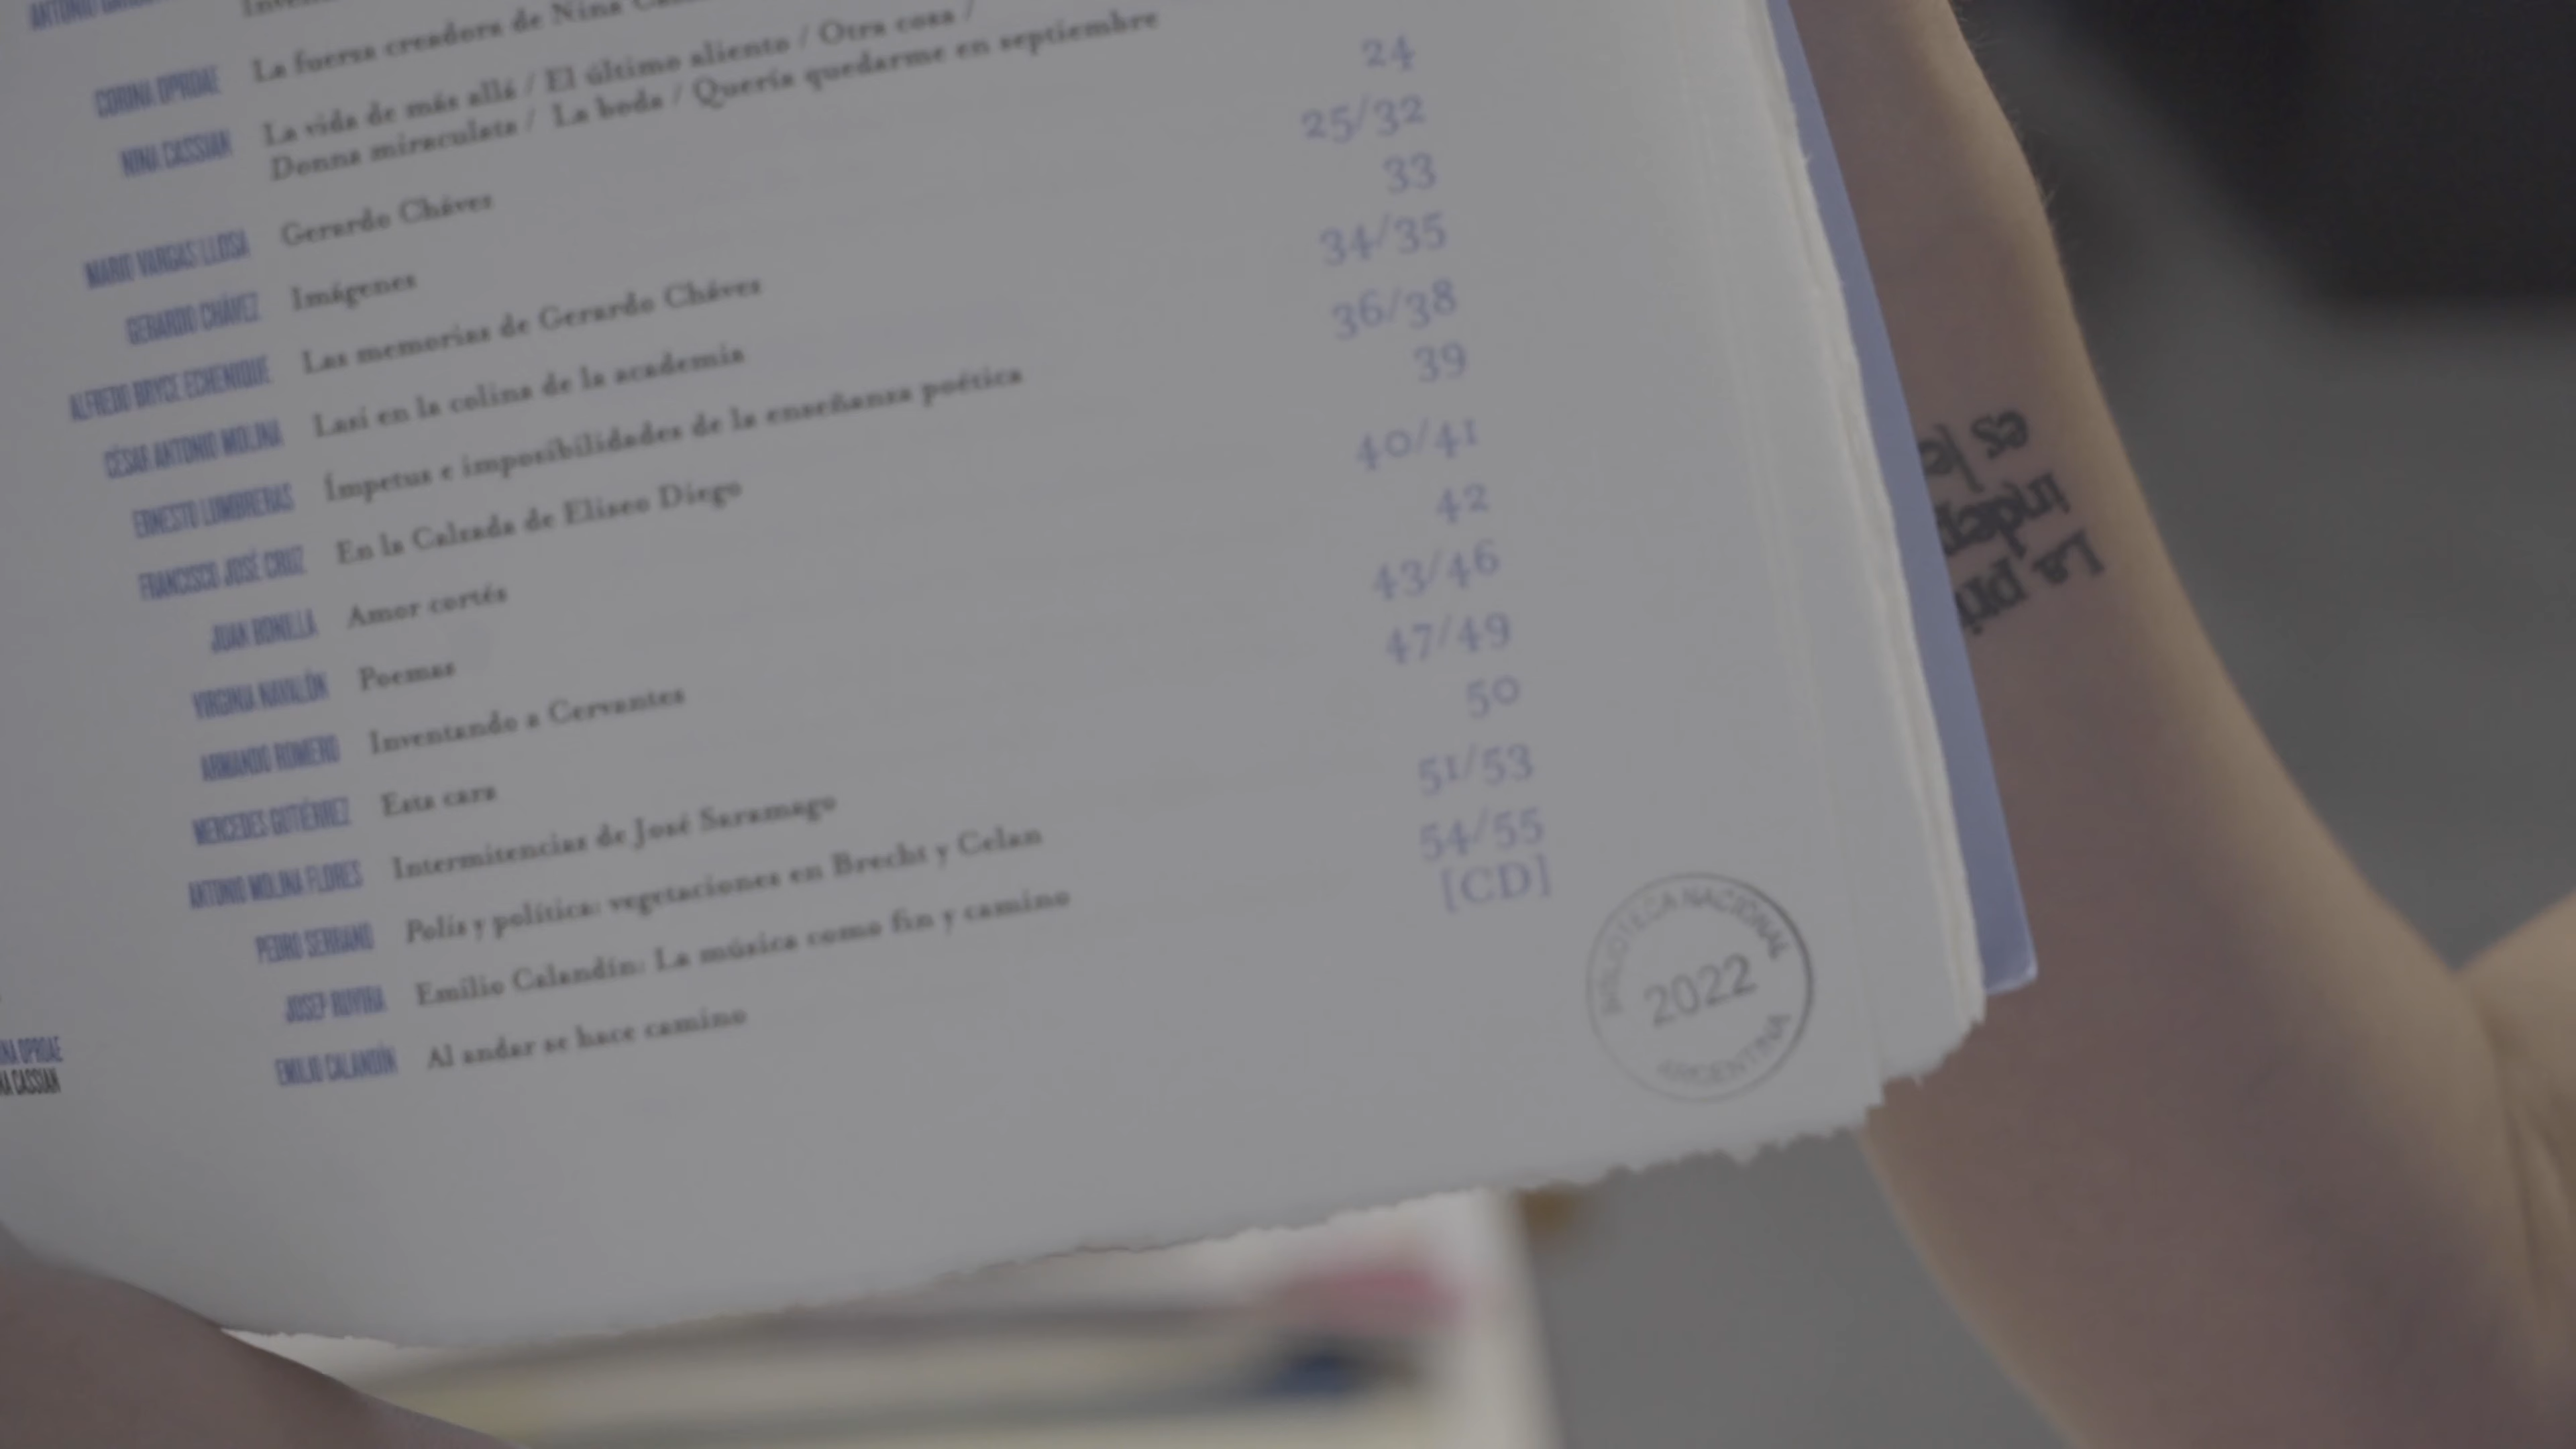 CORINA OPROAE La fuerza creadora de Nina
NINA CASSIAN La vida de más allá / El último aliento / Otra cosa /
Donna miraculata / La boda / Quería quedarme en septiembre
24
MARIO VARGAS LLOSA Gerardo Chávez 25/32
GERARDO CHÁVEZ Imágenes 33
ALFREDO BRYCE ECHENIQUE Las memorias de Gerardo Chávez 34/35
CÉSAR ANTONIO MOLINA Lasi en la colina de la academia 36/38
ERNESTO LUMBRERAS Ímpetus e imposibilidades de la enseñanza poética 39
FRANCISCO JOSÉ CRUZ En la Calzada de Eliseo Diego 40/41
JUAN BONILLA Amor cortés 42
VIRGINIA NAVALÓN Poemas 43/46
ARMANDO ROMERO Inventando a Cervantes 47/49
MERCEDES GUTIÉRREZ Esta cara 50
ANTONIO MOLINA FLORES Intermitencias de José Saramago 51/53
PEDRO SERRANO Polís y política: vegetaciones en Brecht y Celan 54/55
JOSEP RUVIRA Emilio Calandín: La música como fin y camino [CD]
EMILIO CALANDÍN Al andar se hace camino
OPROAE
CASSIAN
BIBLIOTECA NACIONAL
2022
ARGENTINA
La
es